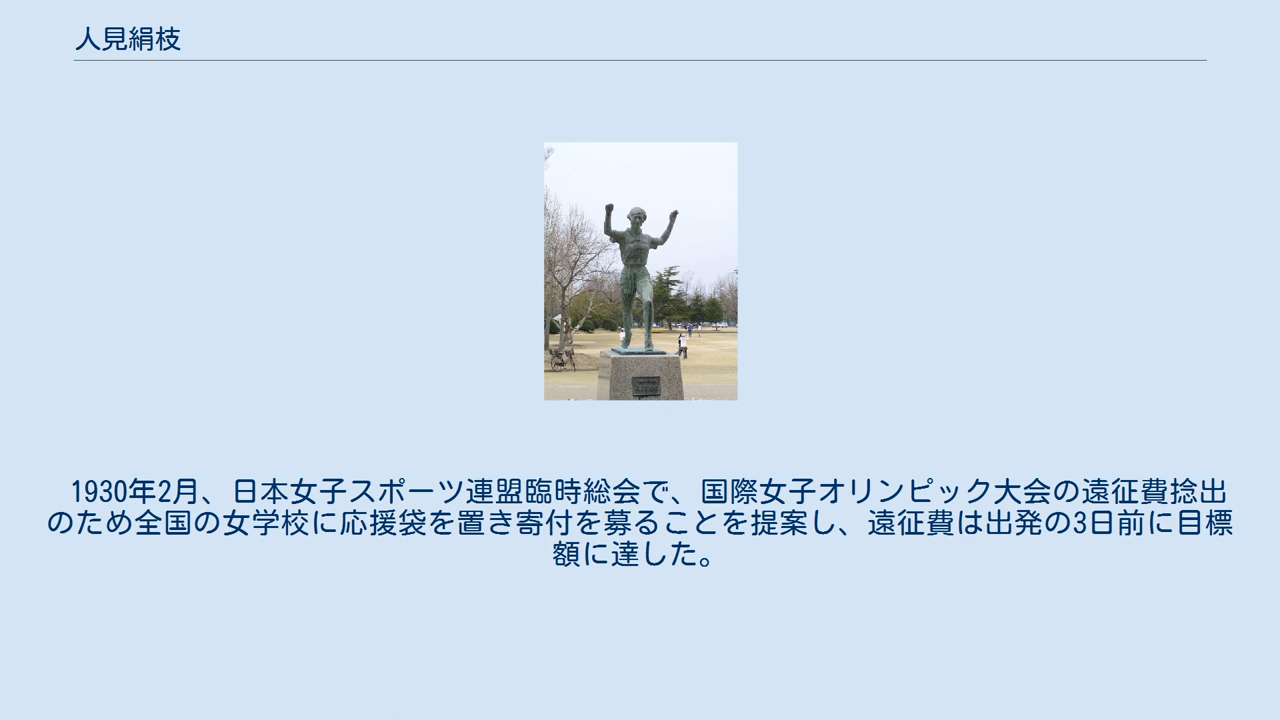 人見絹枝
1930年2月、日本女子スポーツ連盟臨時総会で、国際女子オリンピック大会の遠征費捻出
のため全国の女学校に応援袋を置き寄付を募ることを提案し、遠征費は出発の3日前に目標
額に達した。